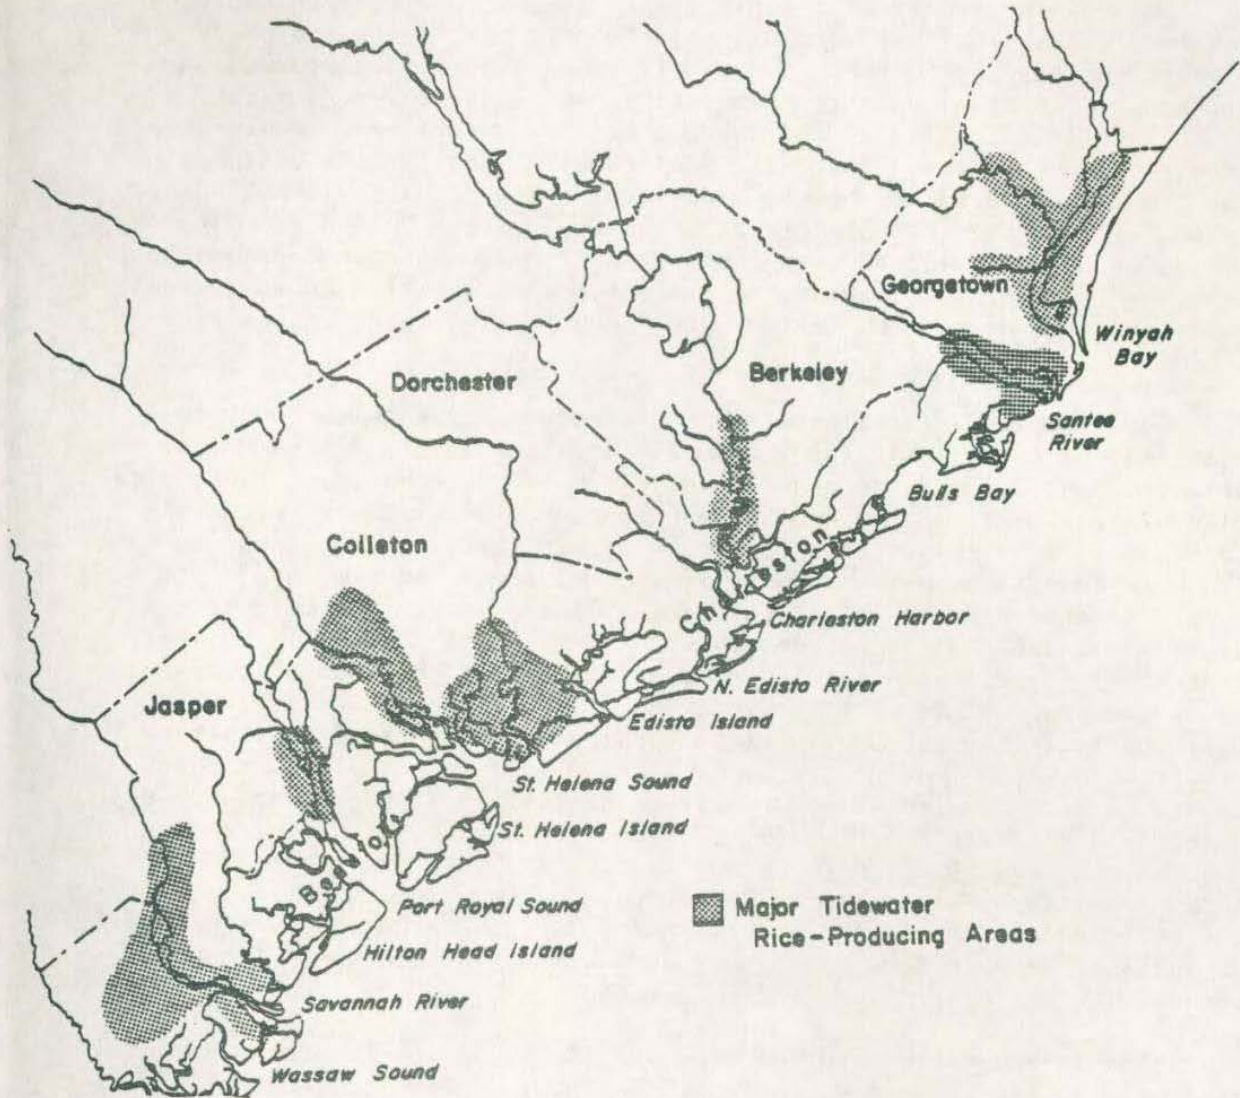 Georgetown
Winyah
Bay
Dorchester
Berkeley
Santee
River
Bulls Bay
Colleton
Charleston
Charleston Harbor
Jasper
N. Edisto River
Edisto Island
St. Helena Sound
St. Helena Island
Port Royal Sound
Major Tidewater
Rice-Producing Areas
Hilton Head Island
Savannah River
Wassaw Sound